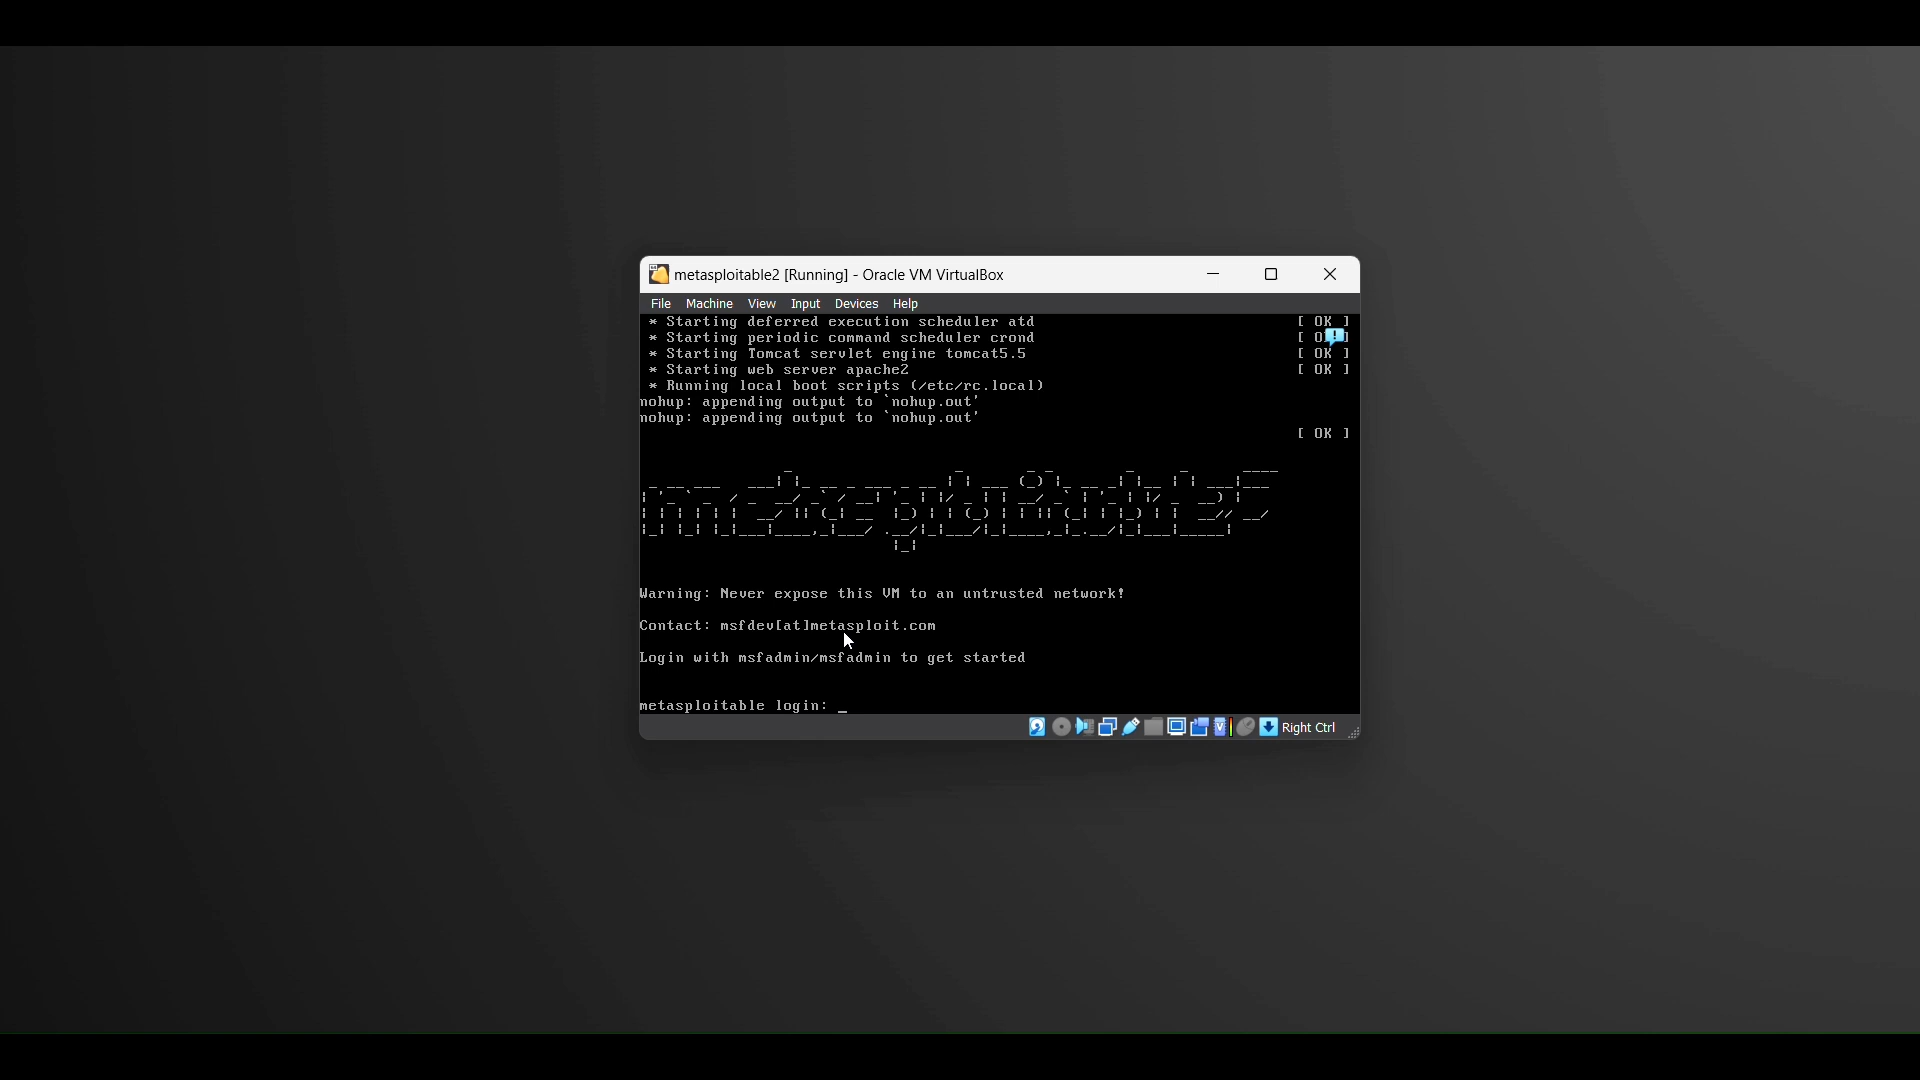 metasploitable2 [Running] - Oracle VM VirtualBox
File Machine View Input Devices Help
* Starting deferred execution scheduler atd [ OK ]
* Starting periodic command scheduler crond [ O ]
* Starting Tomcat servlet engine tomcat5.5 [ OK ]
* Starting web server apache2 [ OK ]
* Running local boot scripts (/etc/rc.local)
nohup: appending output to `nohup.out'
nohup: appending output to `nohup.out'
[ OK ]
metasploitable2
Warning: Never expose this VM to an untrusted network!
Contact: msfdev[at]metasploit.com
Login with msfadmin/msfadmin to get started
metasploitable login: _
Right Ctrl